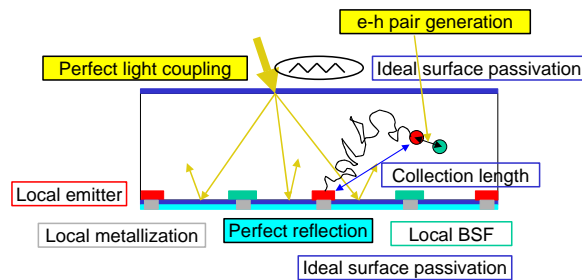 e-h pair generation
Perfect light coupling
Ideal surface passivation
Collection length
Local emitter
Local metallization
Perfect reflection
Local BSF
Ideal surface passivation